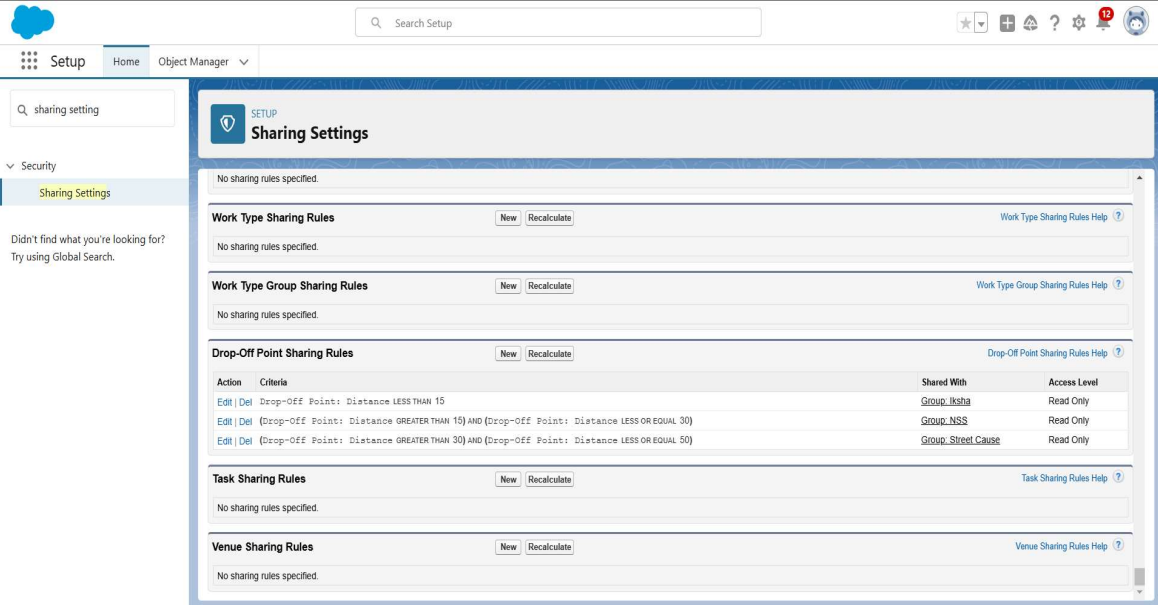 Search Setup
12
Setup Home Object Manager
sharing setting
Security
Sharing Settings
Didn't find what you're looking for?
Try using Global Search.
SETUP
Sharing Settings
No sharing rules specified.
Work Type Sharing Rules New Recalculate Work Type Sharing Rules Help ?
No sharing rules specified.
Work Type Group Sharing Rules New Recalculate Work Type Group Sharing Rules Help ?
No sharing rules specified.
Drop-Off Point Sharing Rules New Recalculate Drop-Off Point Sharing Rules Help ?
Action Criteria Shared With Access Level
Edit | Del Drop-Off Point: Distance LESS THAN 15 Group: Iksha Read Only
Edit | Del (Drop-Off Point: Distance GREATER THAN 15) AND (Drop-Off Point: Distance LESS OR EQUAL 30) Group: NSS Read Only
Edit | Del (Drop-Off Point: Distance GREATER THAN 30) AND (Drop-Off Point: Distance LESS OR EQUAL 50) Group: Street Cause Read Only
Task Sharing Rules New Recalculate Task Sharing Rules Help ?
No sharing rules specified.
Venue Sharing Rules New Recalculate Venue Sharing Rules Help ?
No sharing rules specified.